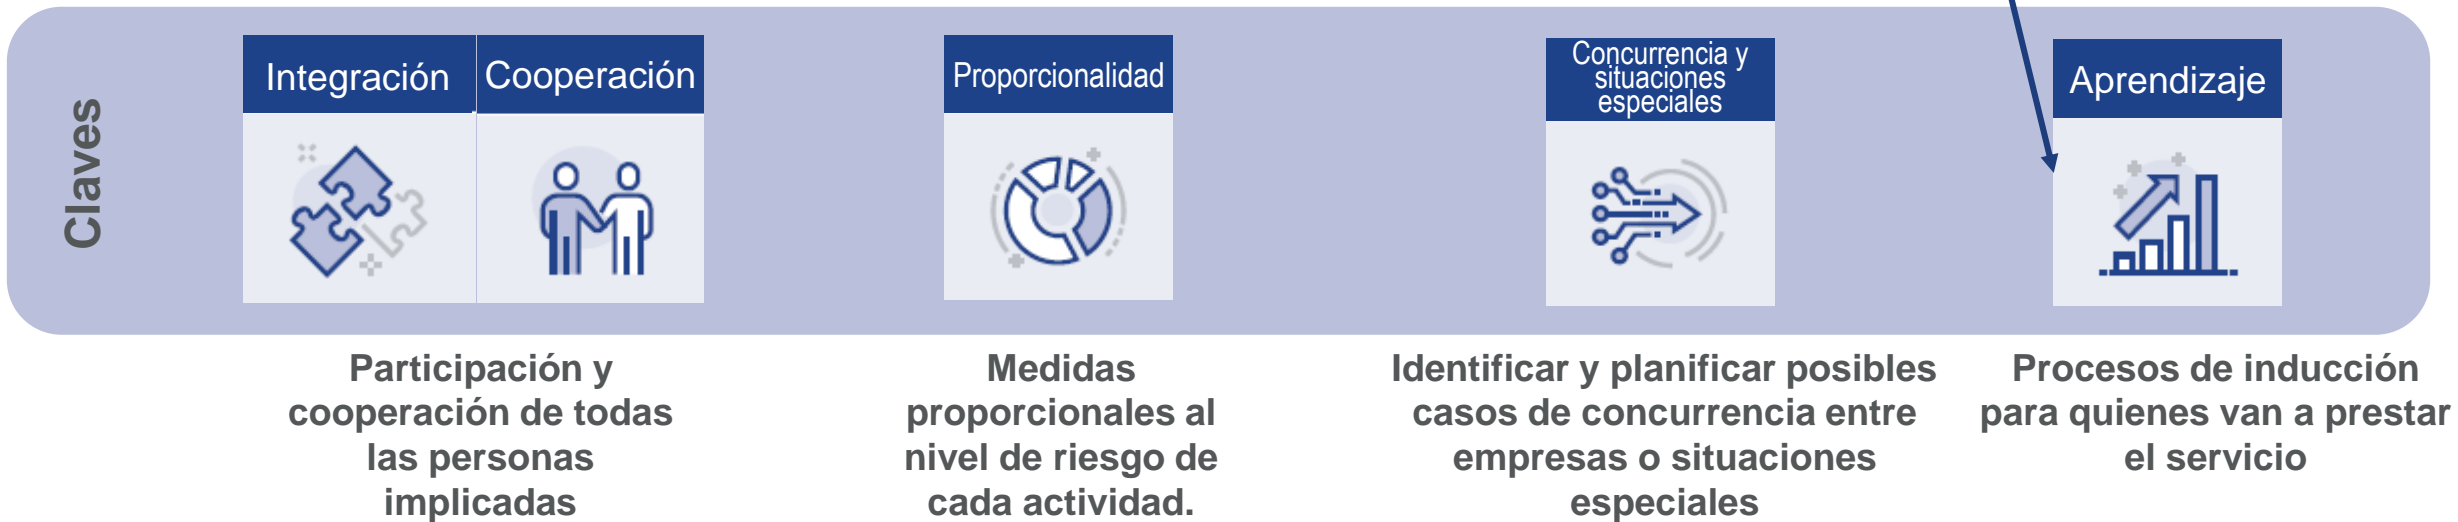 Claves
Integración
Cooperación
Participación y
cooperación de todas
las personas
implicadas
Proporcionalidad
Medidas
proporcionales al
nivel de riesgo de
cada actividad.
Concurrencia y
situaciones
especiales
Identificar y planificar posibles
casos de concurrencia entre
empresas o situaciones
especiales
Aprendizaje
Procesos de inducción
para quienes van a prestar
el servicio